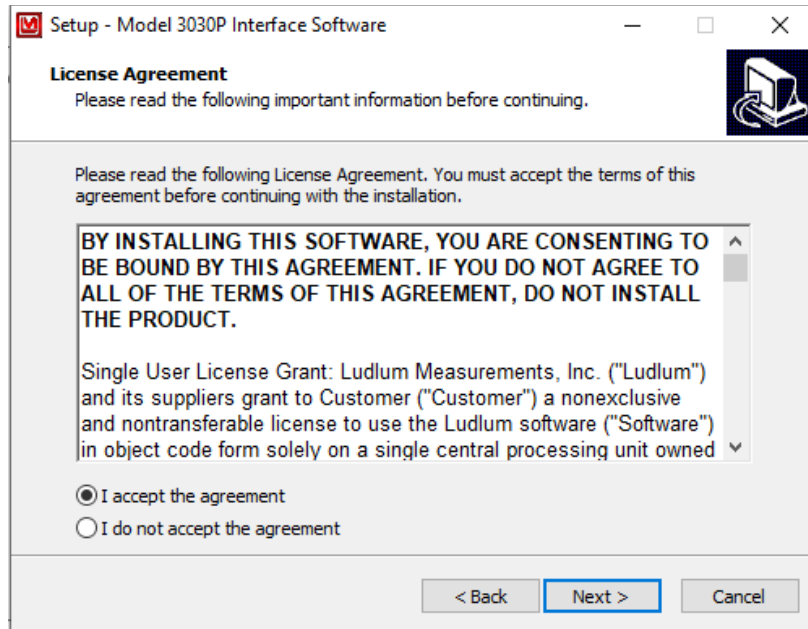 Setup - Model 3030P Interface Software
License Agreement
Please read the following important information before continuing.
Please read the following License Agreement. You must accept the terms of this
agreement before continuing with the installation.
BY INSTALLING THIS SOFTWARE, YOU ARE CONSENTING TO
BE BOUND BY THIS AGREEMENT. IF YOU DO NOT AGREE TO
ALL OF THE TERMS OF THIS AGREEMENT, DO NOT INSTALL
THE PRODUCT.
Single User License Grant: Ludlum Measurements, Inc. ("Ludlum")
and its suppliers grant to Customer ("Customer") a nonexclusive
and nontransferable license to use the Ludlum software ("Software")
in object code form solely on a single central processing unit owned
I accept the agreement
I do not accept the agreement
< Back Next > Cancel